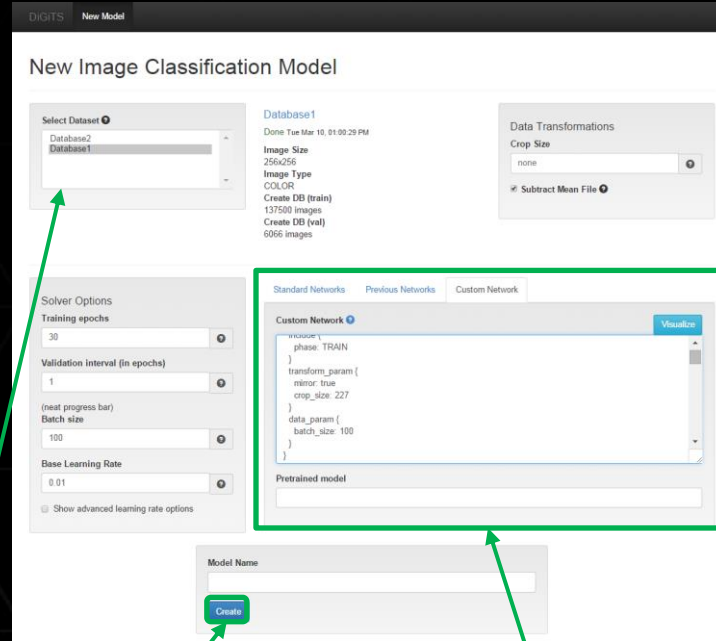 DIGITS New Model
New Image Classification Model
Select Dataset
Database2
Database1
Database1
Done Tue Mar 10, 01:00:29 PM
Image Size
256x256
Image Type
COLOR
Create DB (train)
137500 images
Create DB (val)
6066 images
Data Transformations
Crop Size
none
Subtract Mean File
Solver Options
Training epochs
30
Validation interval (in epochs)
1
(neat progress bar)
Batch size
100
Base Learning Rate
0.01
Show advanced learning rate options
Standard Networks Previous Networks Custom Network
Custom Network
Visualize
include {
phase: TRAIN
}
transform_param {
mirror: true
crop_size: 227
}
data_param {
batch_size: 100
}
}
Pretrained model
Model Name
Create